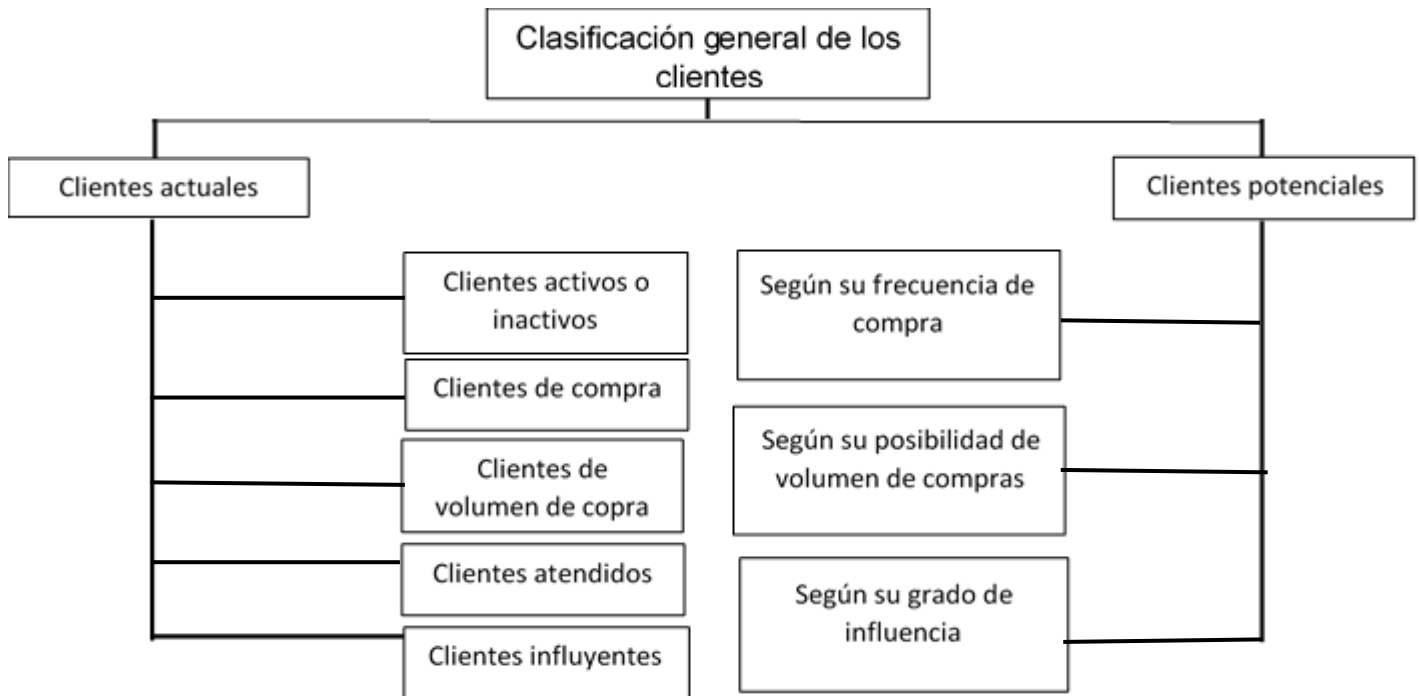 Clasificación general de los
clientes
Clientes actuales
Clientes potenciales
Clientes activos o
inactivos
Clientes de compra
Clientes de
volumen de copra
Clientes atendidos
Clientes influyentes
Según su frecuencia de
compra
Según su posibilidad de
volumen de compras
Según su grado de
influencia